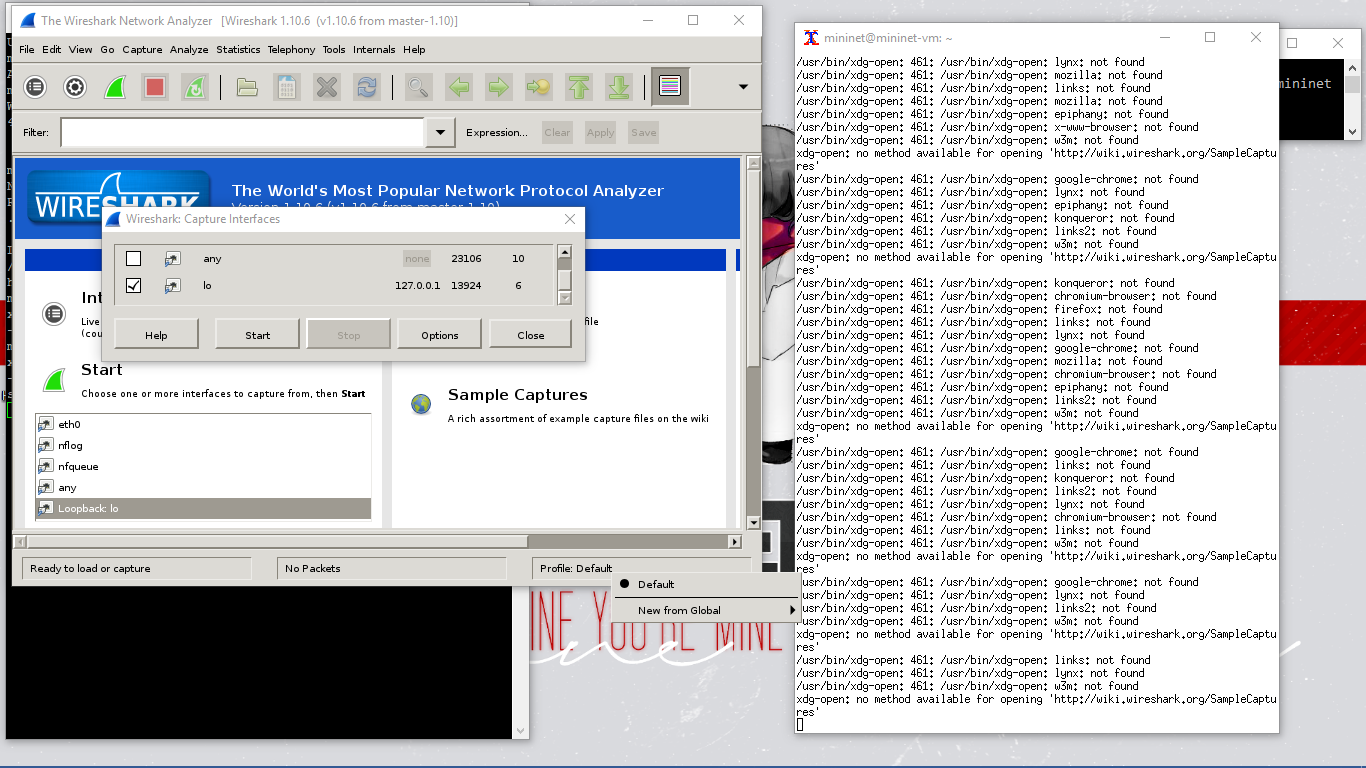 The Wireshark Network Analyzer [Wireshark 1.10.6 (v1.10.6 from master-1.10)]
File Edit View Go Capture Analyze Statistics Telephony Tools Internals Help
Filter:
Expression... Clear Apply Save
WIRESHARK
The World's Most Popular Network Protocol Analyzer
Version 1.10.6 (v1.10.6 from master-1.10)
Wireshark: Capture Interfaces
any none 23106 10
lo 127.0.0.1 13924 6
Help Start Stop Options Close
Int
Live
(cou
file
Start
Choose one or more interfaces to capture from, then Start
eth0
nflog
nfqueue
any
Loopback: lo
Sample Captures
A rich assortment of example capture files on the wiki
Ready to load or capture
No Packets
Profile: Default
Default
New from Global
INE YOU'RE MINE
mininet@mininet-vm: ~
/usr/bin/xdg-open: 461: /usr/bin/xdg-open: lynx: not found
/usr/bin/xdg-open: 461: /usr/bin/xdg-open: mozilla: not found
/usr/bin/xdg-open: 461: /usr/bin/xdg-open: links: not found
/usr/bin/xdg-open: 461: /usr/bin/xdg-open: mozilla: not found
/usr/bin/xdg-open: 461: /usr/bin/xdg-open: epiphany: not found
/usr/bin/xdg-open: 461: /usr/bin/xdg-open: x-www-browser: not found
/usr/bin/xdg-open: 461: /usr/bin/xdg-open: w3m: not found
xdg-open: no method available for opening 'http://wiki.wireshark.org/SampleCaptu
res'
/usr/bin/xdg-open: 461: /usr/bin/xdg-open: google-chrome: not found
/usr/bin/xdg-open: 461: /usr/bin/xdg-open: lynx: not found
/usr/bin/xdg-open: 461: /usr/bin/xdg-open: epiphany: not found
/usr/bin/xdg-open: 461: /usr/bin/xdg-open: konqueror: not found
/usr/bin/xdg-open: 461: /usr/bin/xdg-open: links2: not found
/usr/bin/xdg-open: 461: /usr/bin/xdg-open: w3m: not found
xdg-open: no method available for opening 'http://wiki.wireshark.org/SampleCaptu
res'
/usr/bin/xdg-open: 461: /usr/bin/xdg-open: konqueror: not found
/usr/bin/xdg-open: 461: /usr/bin/xdg-open: chromium-browser: not found
/usr/bin/xdg-open: 461: /usr/bin/xdg-open: firefox: not found
/usr/bin/xdg-open: 461: /usr/bin/xdg-open: links: not found
/usr/bin/xdg-open: 461: /usr/bin/xdg-open: lynx: not found
/usr/bin/xdg-open: 461: /usr/bin/xdg-open: google-chrome: not found
/usr/bin/xdg-open: 461: /usr/bin/xdg-open: mozilla: not found
/usr/bin/xdg-open: 461: /usr/bin/xdg-open: chromium-browser: not found
/usr/bin/xdg-open: 461: /usr/bin/xdg-open: epiphany: not found
/usr/bin/xdg-open: 461: /usr/bin/xdg-open: links2: not found
/usr/bin/xdg-open: 461: /usr/bin/xdg-open: w3m: not found
xdg-open: no method available for opening 'http://wiki.wireshark.org/SampleCaptu
res'
/usr/bin/xdg-open: 461: /usr/bin/xdg-open: google-chrome: not found
/usr/bin/xdg-open: 461: /usr/bin/xdg-open: links: not found
/usr/bin/xdg-open: 461: /usr/bin/xdg-open: konqueror: not found
/usr/bin/xdg-open: 461: /usr/bin/xdg-open: links2: not found
/usr/bin/xdg-open: 461: /usr/bin/xdg-open: lynx: not found
/usr/bin/xdg-open: 461: /usr/bin/xdg-open: chromium-browser: not found
/usr/bin/xdg-open: 461: /usr/bin/xdg-open: links: not found
/usr/bin/xdg-open: 461: /usr/bin/xdg-open: w3m: not found
xdg-open: no method available for opening 'http://wiki.wireshark.org/SampleCaptu
res'
/usr/bin/xdg-open: 461: /usr/bin/xdg-open: google-chrome: not found
/usr/bin/xdg-open: 461: /usr/bin/xdg-open: lynx: not found
/usr/bin/xdg-open: 461: /usr/bin/xdg-open: links2: not found
/usr/bin/xdg-open: 461: /usr/bin/xdg-open: w3m: not found
xdg-open: no method available for opening 'http://wiki.wireshark.org/SampleCaptu
res'
/usr/bin/xdg-open: 461: /usr/bin/xdg-open: links: not found
/usr/bin/xdg-open: 461: /usr/bin/xdg-open: lynx: not found
/usr/bin/xdg-open: 461: /usr/bin/xdg-open: w3m: not found
xdg-open: no method available for opening 'http://wiki.wireshark.org/SampleCaptu
res'
mininet